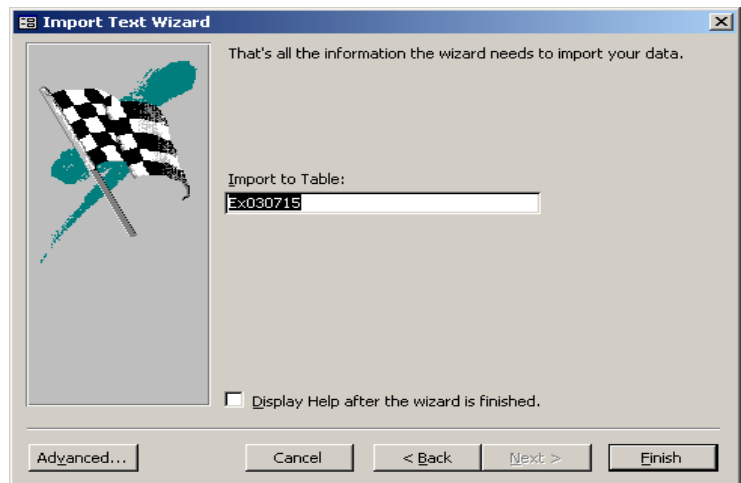 Import Text Wizard
That's all the information the wizard needs to import your data.
Import to Table:
Ex030715
Display Help after the wizard is finished.
Advanced... Cancel < Back Next > Finish